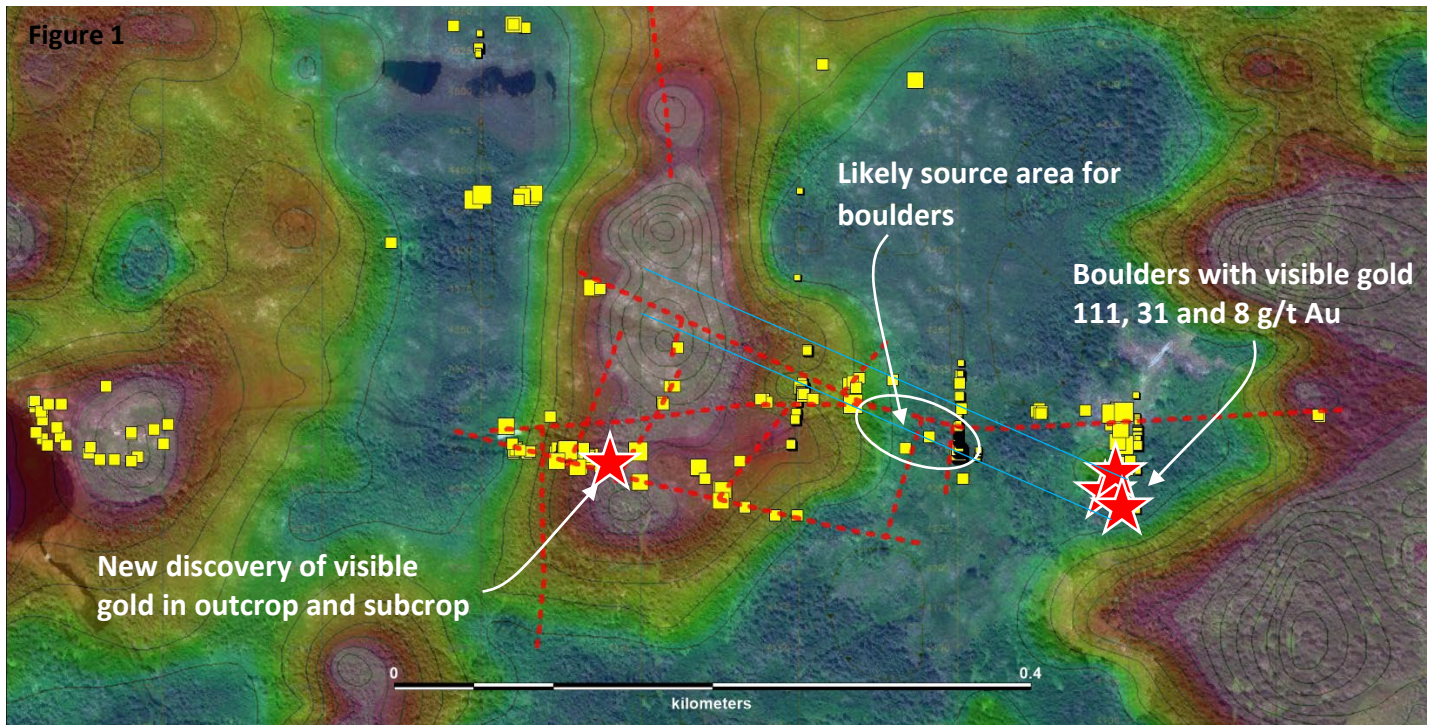 Figure 1
Likely source area for
boulders
Boulders with visible gold
111, 31 and 8 g/t Au
New discovery of visible
gold in outcrop and subcrop
0
0.4
kilometers